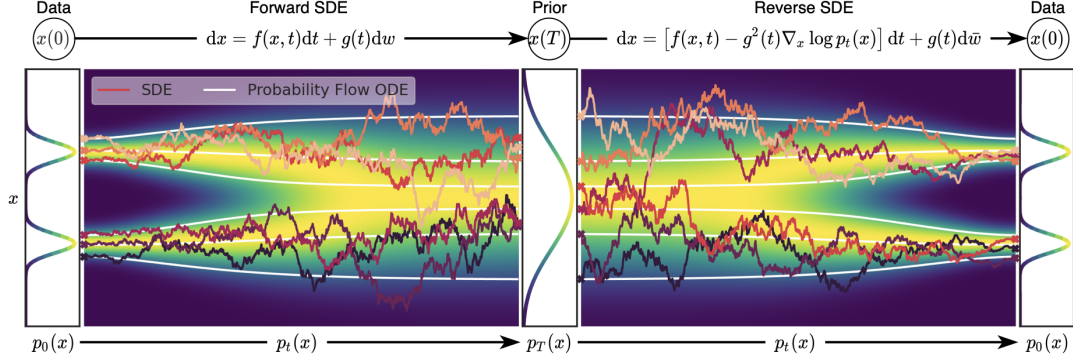 Data Forward SDE Prior Reverse SDE Data
x(0) dx = f(x, t)dt + g(t)dw x(T) dx = [f(x, t) − g²(t)∇ₓ log pₜ(x)] dt + g(t)dw̄ x(0)
SDE Probability Flow ODE
x
p₀(x) pₜ(x) p_T(x) pₜ(x) p₀(x)